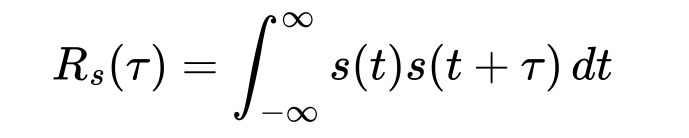 R_s(τ) = ∫_{-∞}^{∞} s(t)s(t + τ) dt